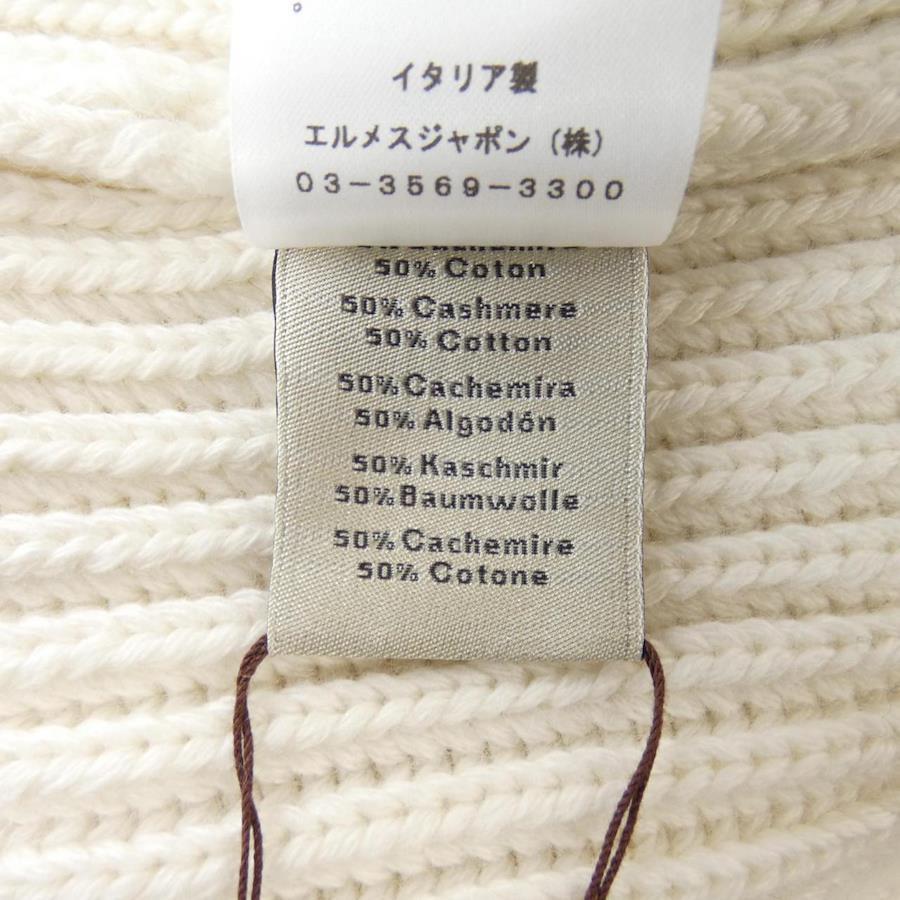 。
イタリア製
エルメスジャポン（株）
03-3569-3300
50% Coton
50% Cashmere
50% Cotton
50% Cachemira
50% Algodón
50% Kaschmir
50% Baumwolle
50% Cachemire
50% Cotone